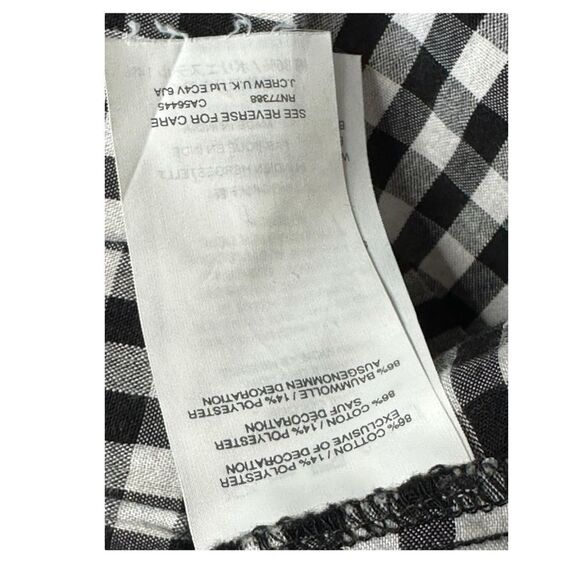 86% COTTON / 14% POLYESTER
EXCLUSIVE OF DECORATION
86% COTON / 14% POLYESTER
SAUF DECORATION
86% BAUMWOLLE / 14% POLYESTER
AUSGENOMMEN DEKORATION
SEE REVERSE FOR CARE
RN77388
CA56445
J.CREW U.K. Ltd EC4V 6JA